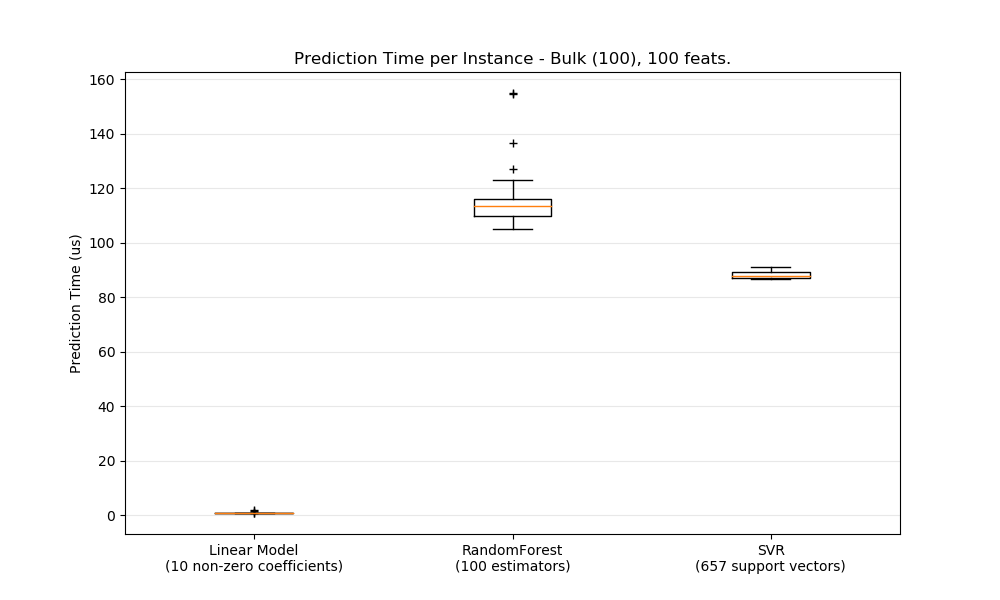 Prediction Time per Instance - Bulk (100), 100 feats.
Prediction Time (us)
160
140
120
100
80
60
40
20
0
Linear Model
(10 non-zero coefficients)
RandomForest
(100 estimators)
SVR
(657 support vectors)